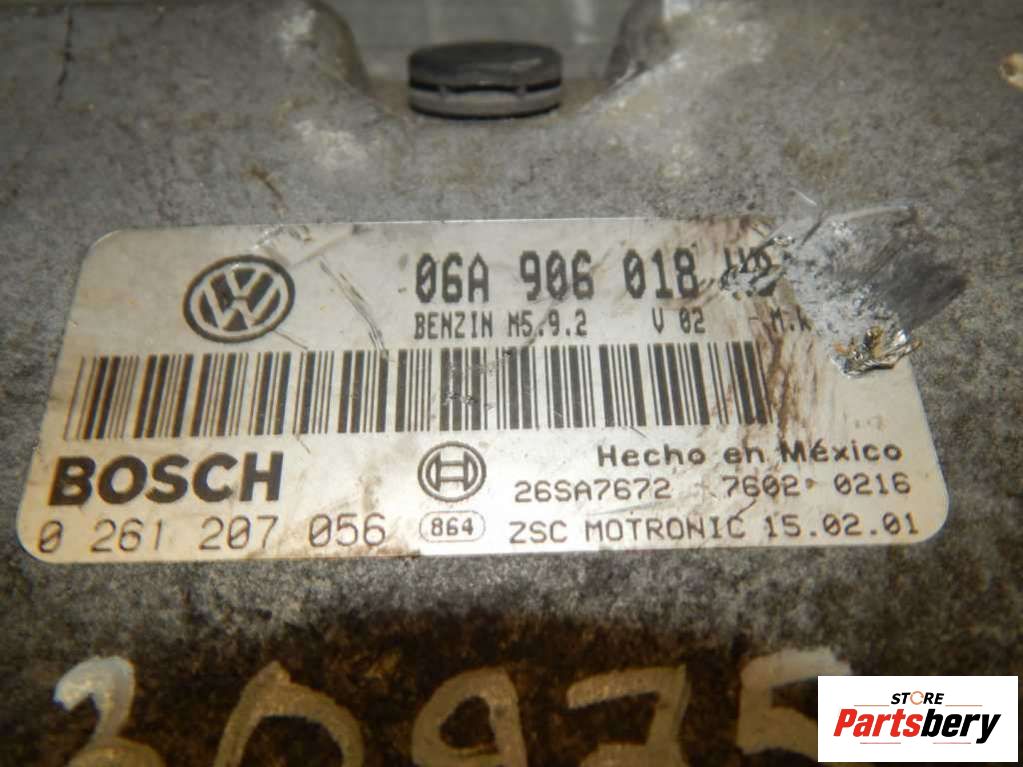 06A 906 018
BENZIN M5.9.2 V 02
BOSCH
Hecho en México
26SA7672 7602 0216
0 261 207 056 864 ZSC MOTRONIC 15.02.01
30975
STORE
Partsbery